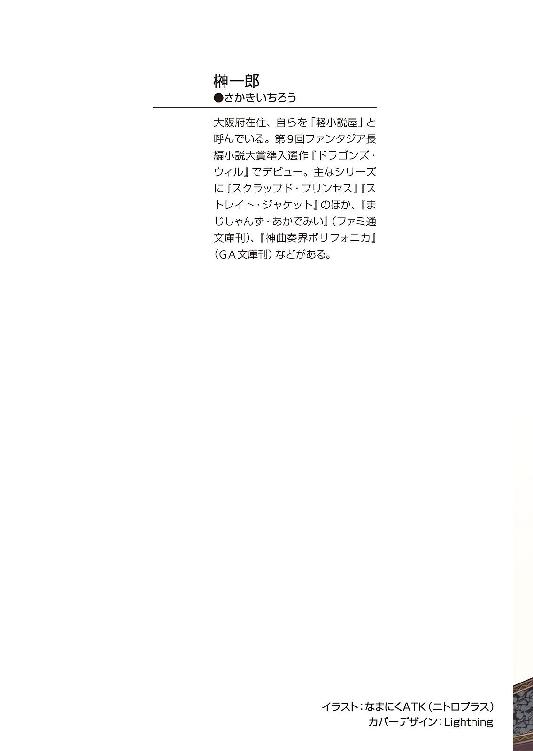 榊一郎
●さかきいちろう
大阪府在住、自らを「軽小説屋」と
呼んでいる。第9回ファンタジア長
編小説大賞準入選作『ドラゴンズ・
ウィル』でデビュー。主なシリーズ
に『スクラップド・プリンセス』『ス
トレイト・ジャケット』のほか、『ま
じしゃんず・あかでみい』（ファミ通
文庫刊）、『神曲奏界ポリフォニカ』
（GA文庫刊）などがある。
イラスト：なまにくATK（ニトロプラス）
カバーデザイン：Lightning